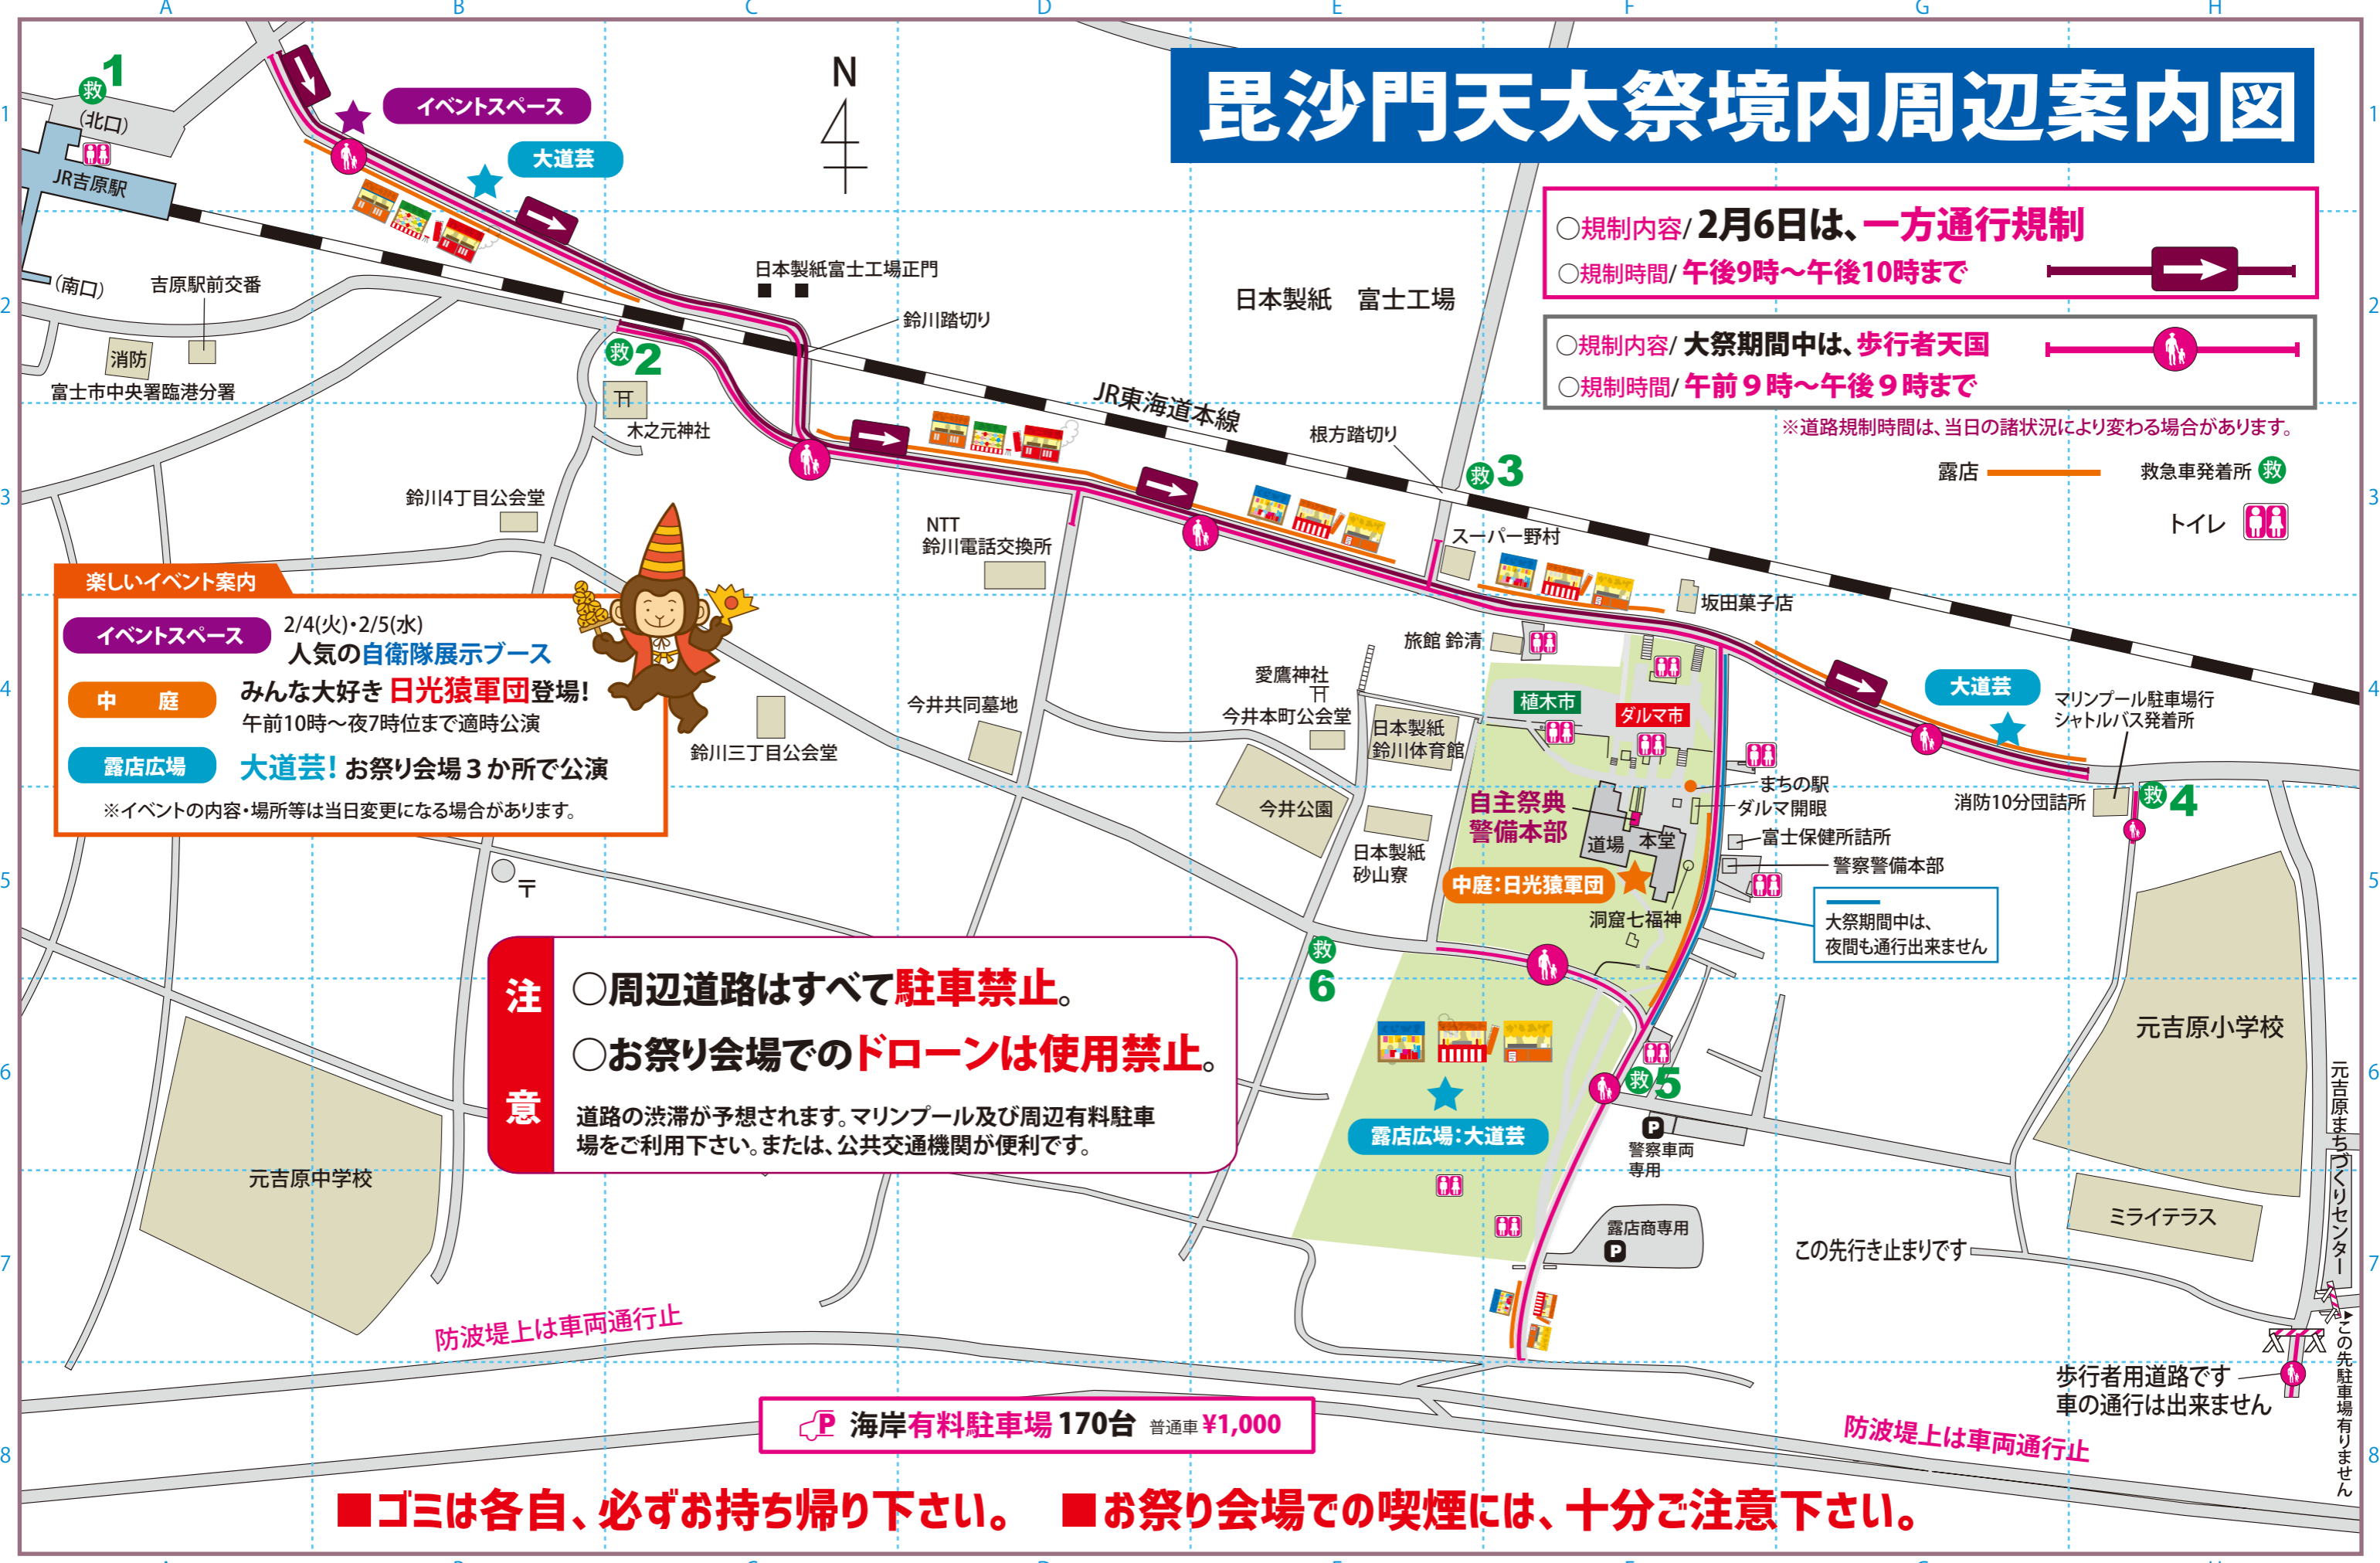 A B C D E F G H
毘沙門天大祭境内周辺案内図
○規制内容/2月6日は、一方通行規制
○規制時間/午後9時〜午後10時まで
○規制内容/大祭期間中は、歩行者天国
○規制時間/午前9時〜午後9時まで
※道路規制時間は、当日の諸状況により変わる場合があります。
露店
救急車発着所 救
トイレ
N
1
2
3
4
5
6
7
8
1
2
3
4
5
6
7
8
救1
(北口)
JR吉原駅
(南口)
イベントスペース
大道芸
吉原駅前交番
消防
富士市中央署臨港分署
日本製紙富士工場正門
鈴川踏切り
日本製紙 富士工場
救2
木之元神社
JR東海道本線
根方踏切り
救3
鈴川4丁目公会堂
NTT
鈴川電話交換所
スーパー野村
坂田菓子店
旅館 鈴清
楽しいイベント案内
イベントスペース
2/4(火)・2/5(水)
人気の自衛隊展示ブース
中 庭
みんな大好き日光猿軍団登場!
午前10時〜夜7時位まで適時公演
露店広場
大道芸!お祭り会場3か所で公演
※イベントの内容・場所等は当日変更になる場合があります。
鈴川三丁目公会堂
今井共同墓地
愛鷹神社
今井本町公会堂
日本製紙
鈴川体育館
今井公園
日本製紙
砂山寮
植木市
ダルマ市
自主祭典
警備本部
道場
本堂
中庭:日光猿軍団
洞窟七福神
まちの駅
ダルマ開眼
富士保健所詰所
警察警備本部
大祭期間中は、
夜間も通行出来ません
大道芸
マリンプール駐車場行
シャトルバス発着所
消防10分団詰所
救4
〒
注意
○周辺道路はすべて駐車禁止。
○お祭り会場でのドローンは使用禁止。
道路の渋滞が予想されます。マリンプール及び周辺有料駐車
場をご利用下さい。または、公共交通機関が便利です。
救
6
救5
露店広場:大道芸
P
警察車両
専用
露店商専用
P
元吉原小学校
元吉原まちづくりセンター
ミライテラス
この先行き止まりです
元吉原中学校
防波堤上は車両通行止
▶この先駐車場有りません
歩行者用道路です
車の通行は出来ません
防波堤上は車両通行止
P 海岸有料駐車場170台 普通車¥1,000
■ゴミは各自、必ずお持ち帰り下さい。 ■お祭り会場での喫煙には、十分ご注意下さい。